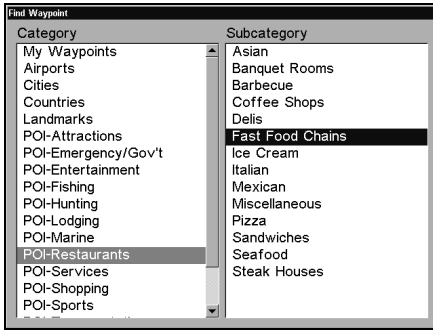 Find Waypoint
Category
My Waypoints
Airports
Cities
Countries
Landmarks
POI-Attractions
POI-Emergency/Gov't
POI-Entertainment
POI-Fishing
POI-Hunting
POI-Lodging
POI-Marine
POI-Restaurants
POI-Services
POI-Shopping
POI-Sports
Subcategory
Asian
Banquet Rooms
Barbecue
Coffee Shops
Delis
Fast Food Chains
Ice Cream
Italian
Mexican
Miscellaneous
Pizza
Sandwiches
Seafood
Steak Houses